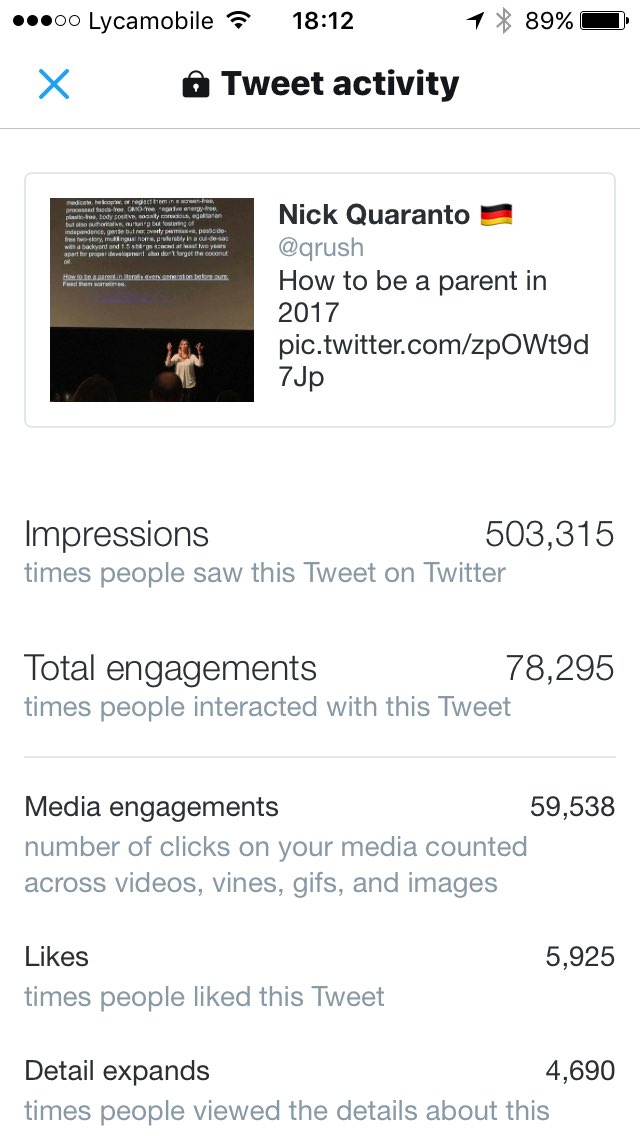 Lycamobile 18:12 89%
Tweet activity
medicate, helicopter, or neglect them in a screen-free,
processed foods-free, GMO-free, negative energy-free,
plastic-free, body positive, socially conscious, egalitarian
but also authoritative, nurturing but fostering of
independence, gentle but not overly permissive, pesticide-
free two-story, multilingual home, preferably in a cul-de-sac
with a backyard and 1.5 siblings spaced at least two years
apart for proper development also don't forget the coconut
oil.
How to be a parent in literally every generation before ours:
Feed them sometimes.
Nick Quaranto 🇩🇪
@qrush
How to be a parent in
2017
pic.twitter.com/zpOWt9d
7Jp
Impressions 503,315
times people saw this Tweet on Twitter
Total engagements 78,295
times people interacted with this Tweet
Media engagements 59,538
number of clicks on your media counted
across videos, vines, gifs, and images
Likes 5,925
times people liked this Tweet
Detail expands 4,690
times people viewed the details about this